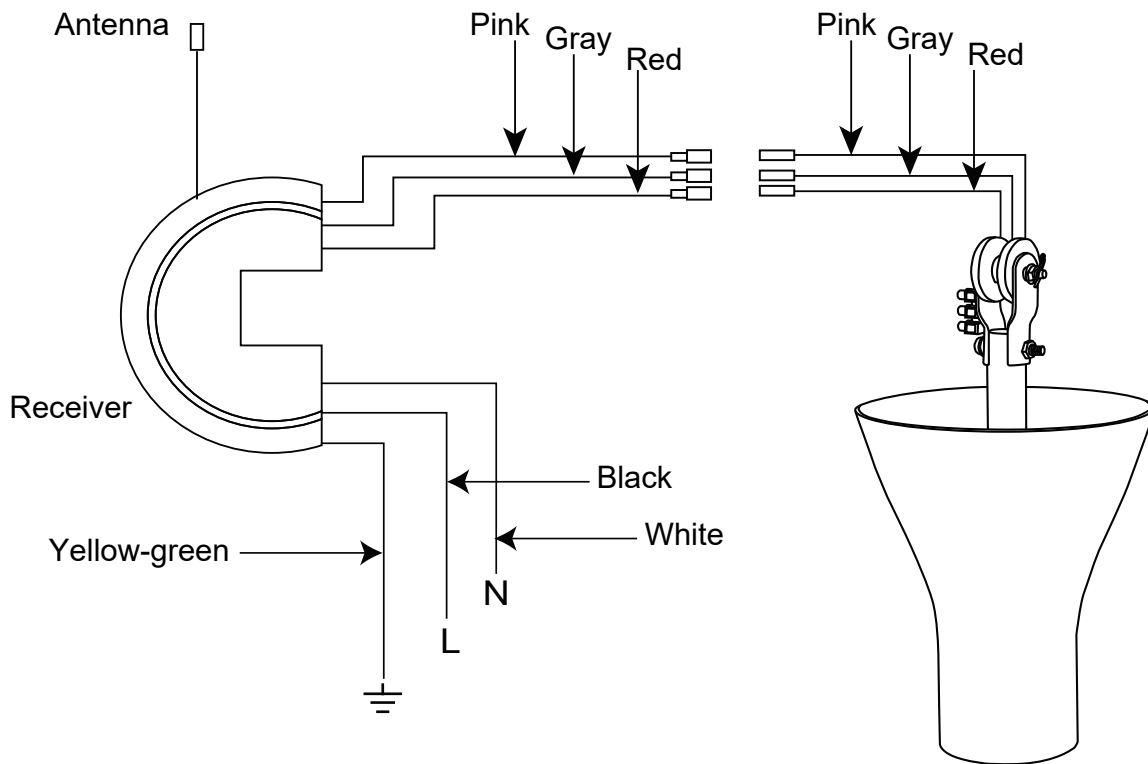 Antenna
Pink
Gray
Red
Pink
Gray
Red
Receiver
Black
White
Yellow-green
N
L